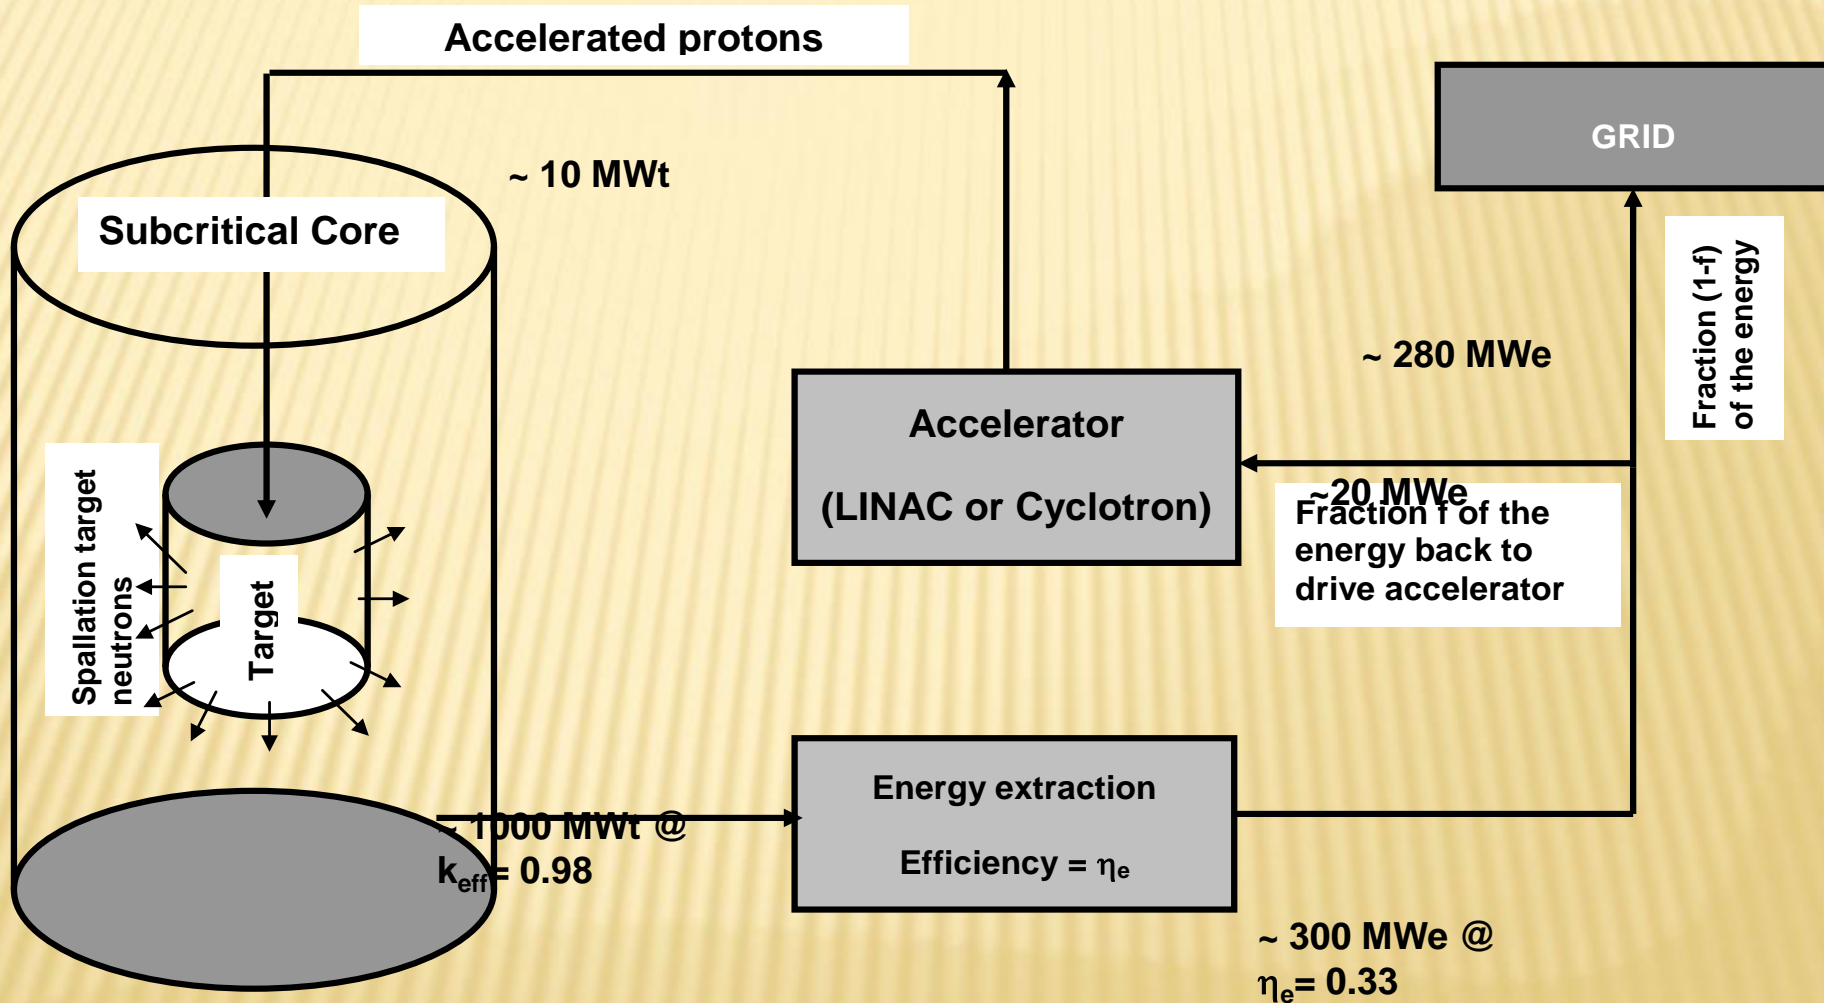 Accelerated protons
~ 10 MWt
GRID
Subcritical Core
Fraction (1-f)
of the energy
~ 280 MWe
Accelerator
(LINAC or Cyclotron)
~20 MWe
Fraction f of the
energy back to
drive accelerator
Spallation target
neutrons
Target
~ 1000 MWt @
keff= 0.98
Energy extraction
Efficiency = ηe
~ 300 MWe @
ηe= 0.33